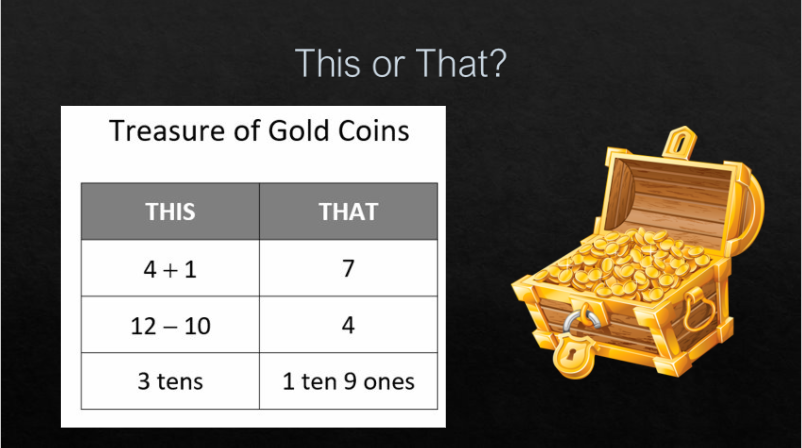 This or That?
Treasure of Gold Coins
THIS THAT
4 + 1 7
12 – 10 4
3 tens 1 ten 9 ones